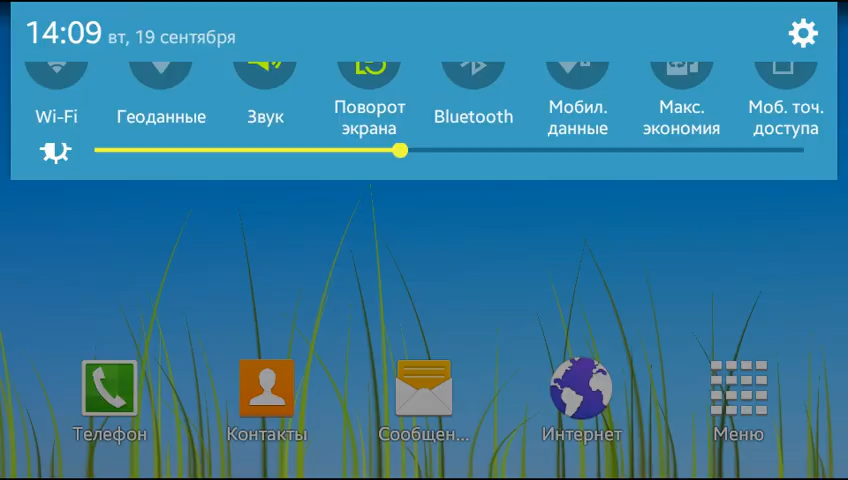 14:09 вт, 19 сентября
Wi-Fi
Геоданные
Звук
Поворот
экрана
Bluetooth
Мобил.
данные
Макс.
экономия
Моб. точ.
доступа
Телефон
Контакты
Сообщен...
Интернет
Меню